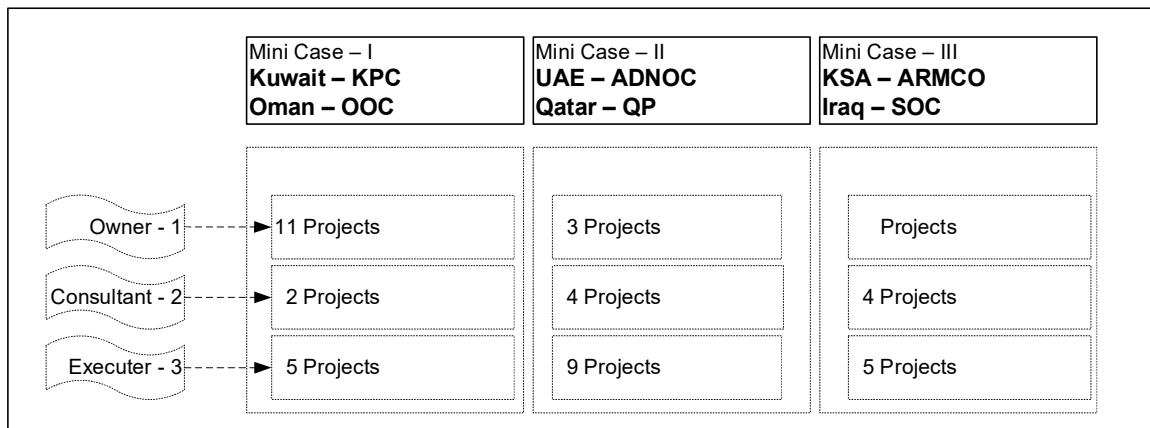 Mini Case – I
Kuwait – KPC
Oman – OOC
Mini Case – II
UAE – ADNOC
Qatar – QP
Mini Case – III
KSA – ARMCO
Iraq – SOC
Owner - 1
11 Projects
3 Projects
Projects
Consultant - 2
2 Projects
4 Projects
4 Projects
Executer - 3
5 Projects
9 Projects
5 Projects